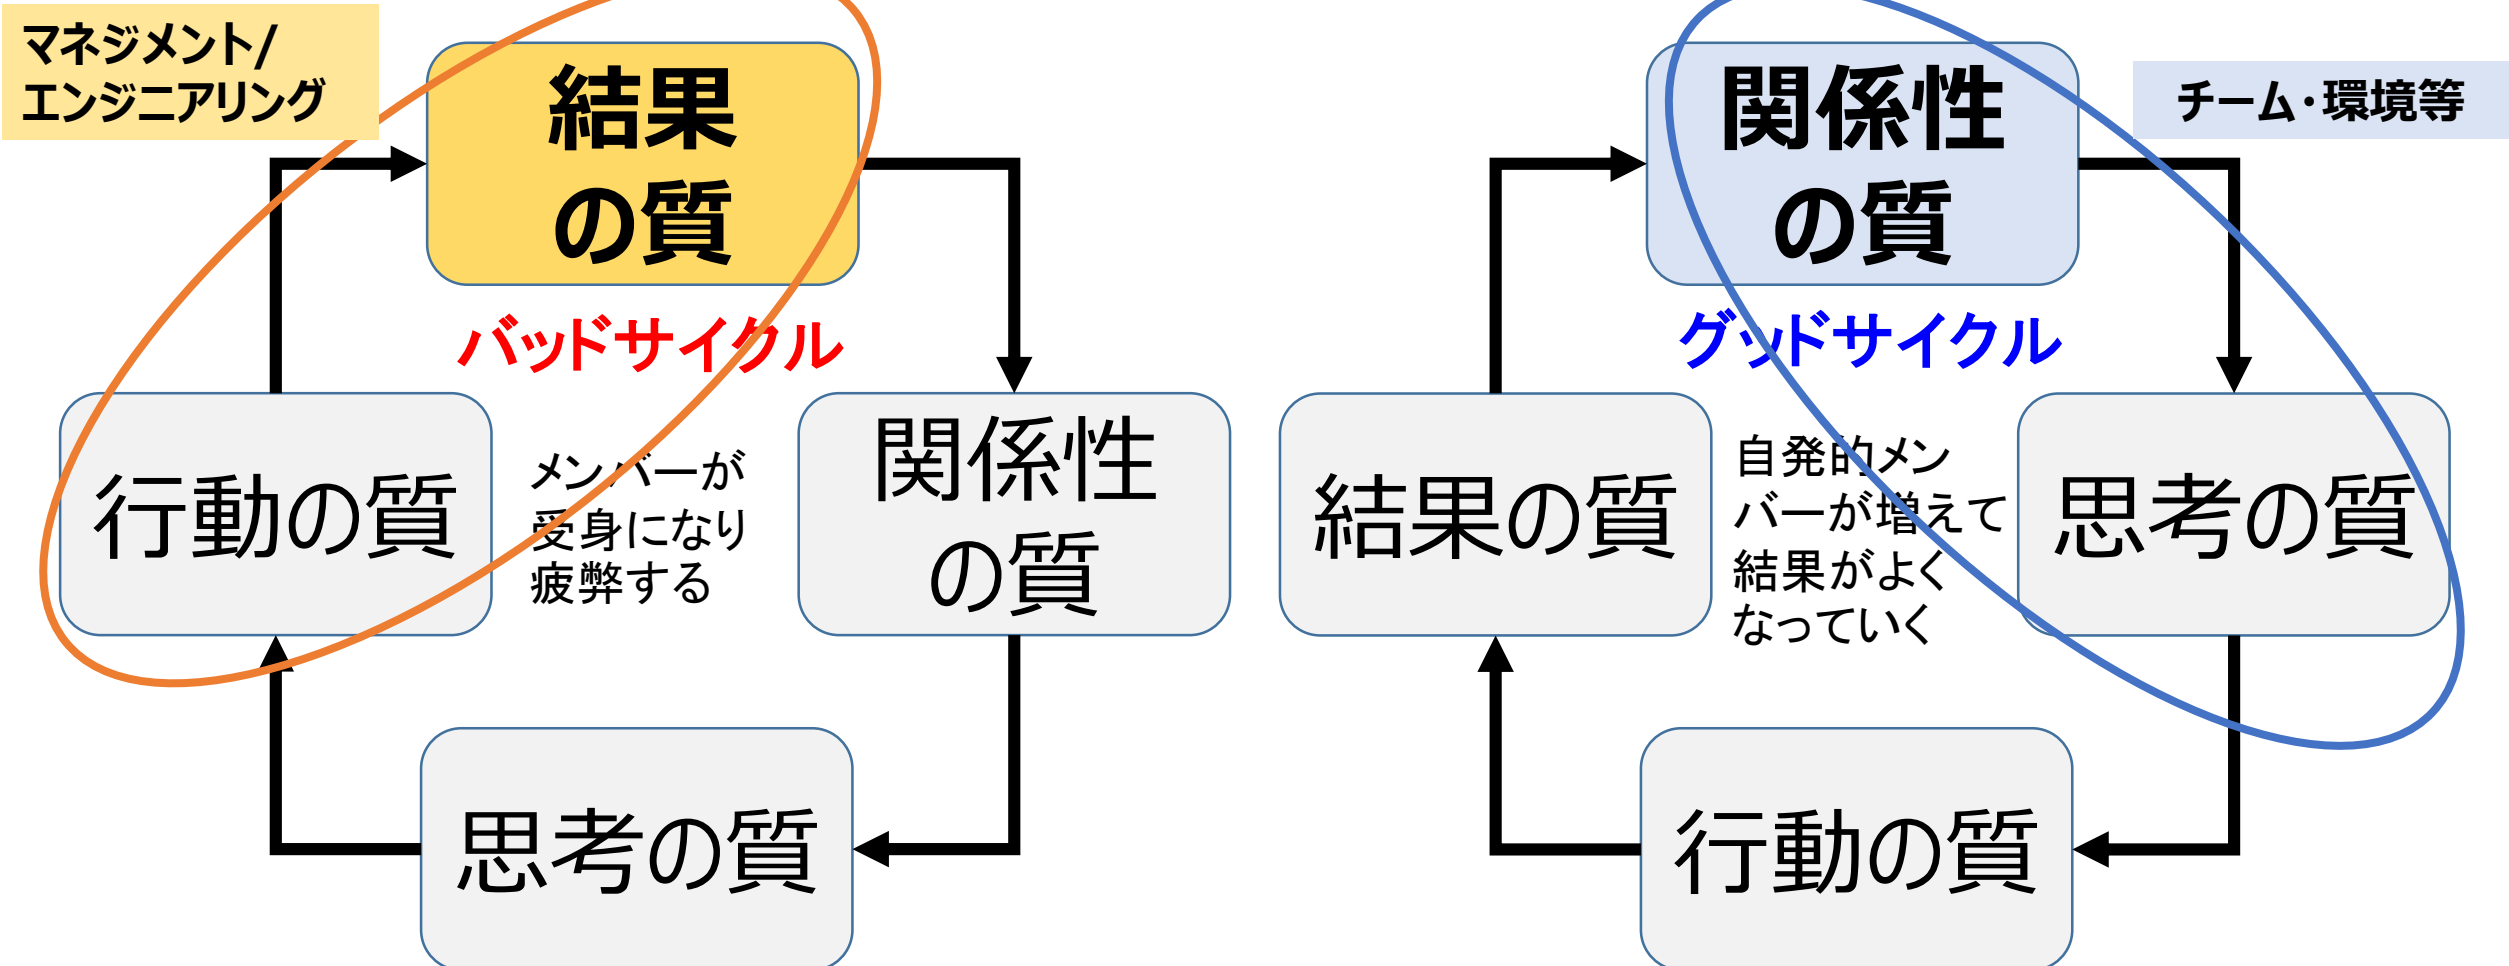 マネジメント/
エンジニアリング
結果
の質
バッドサイクル
行動の質
メンバーが
受身になり
疲弊する
関係性
の質
思考の質
関係性
の質
チーム・環境等
グッドサイクル
結果の質
自発的メン
バーが増えて
結果がよく
なっていく
思考の質
行動の質